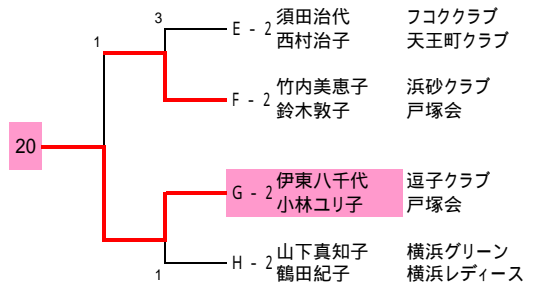 3
E - 2 須田治代 フコククラブ
西村治子 天王町クラブ
1
F - 2 竹内美恵子 浜砂クラブ
鈴木敦子 戸塚会
20
G - 2 伊東八千代 逗子クラブ
小林ユリ子 戸塚会
H - 2 山下真知子 横浜グリーン
鶴田紀子 横浜レディース
1